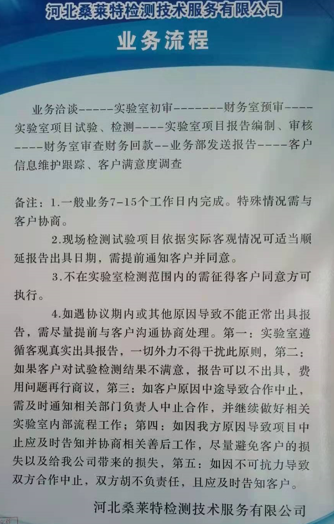 河北桑莱特检测技术服务有限公司
业务流程
业务洽谈-----实验室初审-----财务室预审----
实验室项目试验、检测----实验室项目报告编制、审核
----财务室审查财务回款--业务部发送报告----客户
信息维护跟踪、客户满意度调查
备注：1.一般业务7-15个工作日内完成。特殊情况需与
客户协商。
2.现场检测试验项目依据实际客观情况可适当顺
延报告出具日期，需提前通知客户并同意。
3.不在实验室检测范围内的需征得客户同意方可
执行。
4.如遇协议期内或其他原因导致不能正常出具报
告，需尽量提前与客户沟通协商处理。第一：实验室遵
循客观真实出具报告，一切外力不得干扰此原则，第二：
如果客户对试验检测结果不满意，报告可以不出具，费
用问题再行商议，第三：如客户原因中途导致合作中止，
需及时通知相关部门负责人中止合作，并继续做好相关
实验室内部流程工作；第四：如因我方原因导致项目中
止应及时告知并协商相关善后工作，尽量避免客户的损
失以及给我公司带来的损失，第五：如因不可抗力导致
双方合作中止，双方胡不负责任，且应及时告知客户。
河北桑莱特检测技术服务有限公司